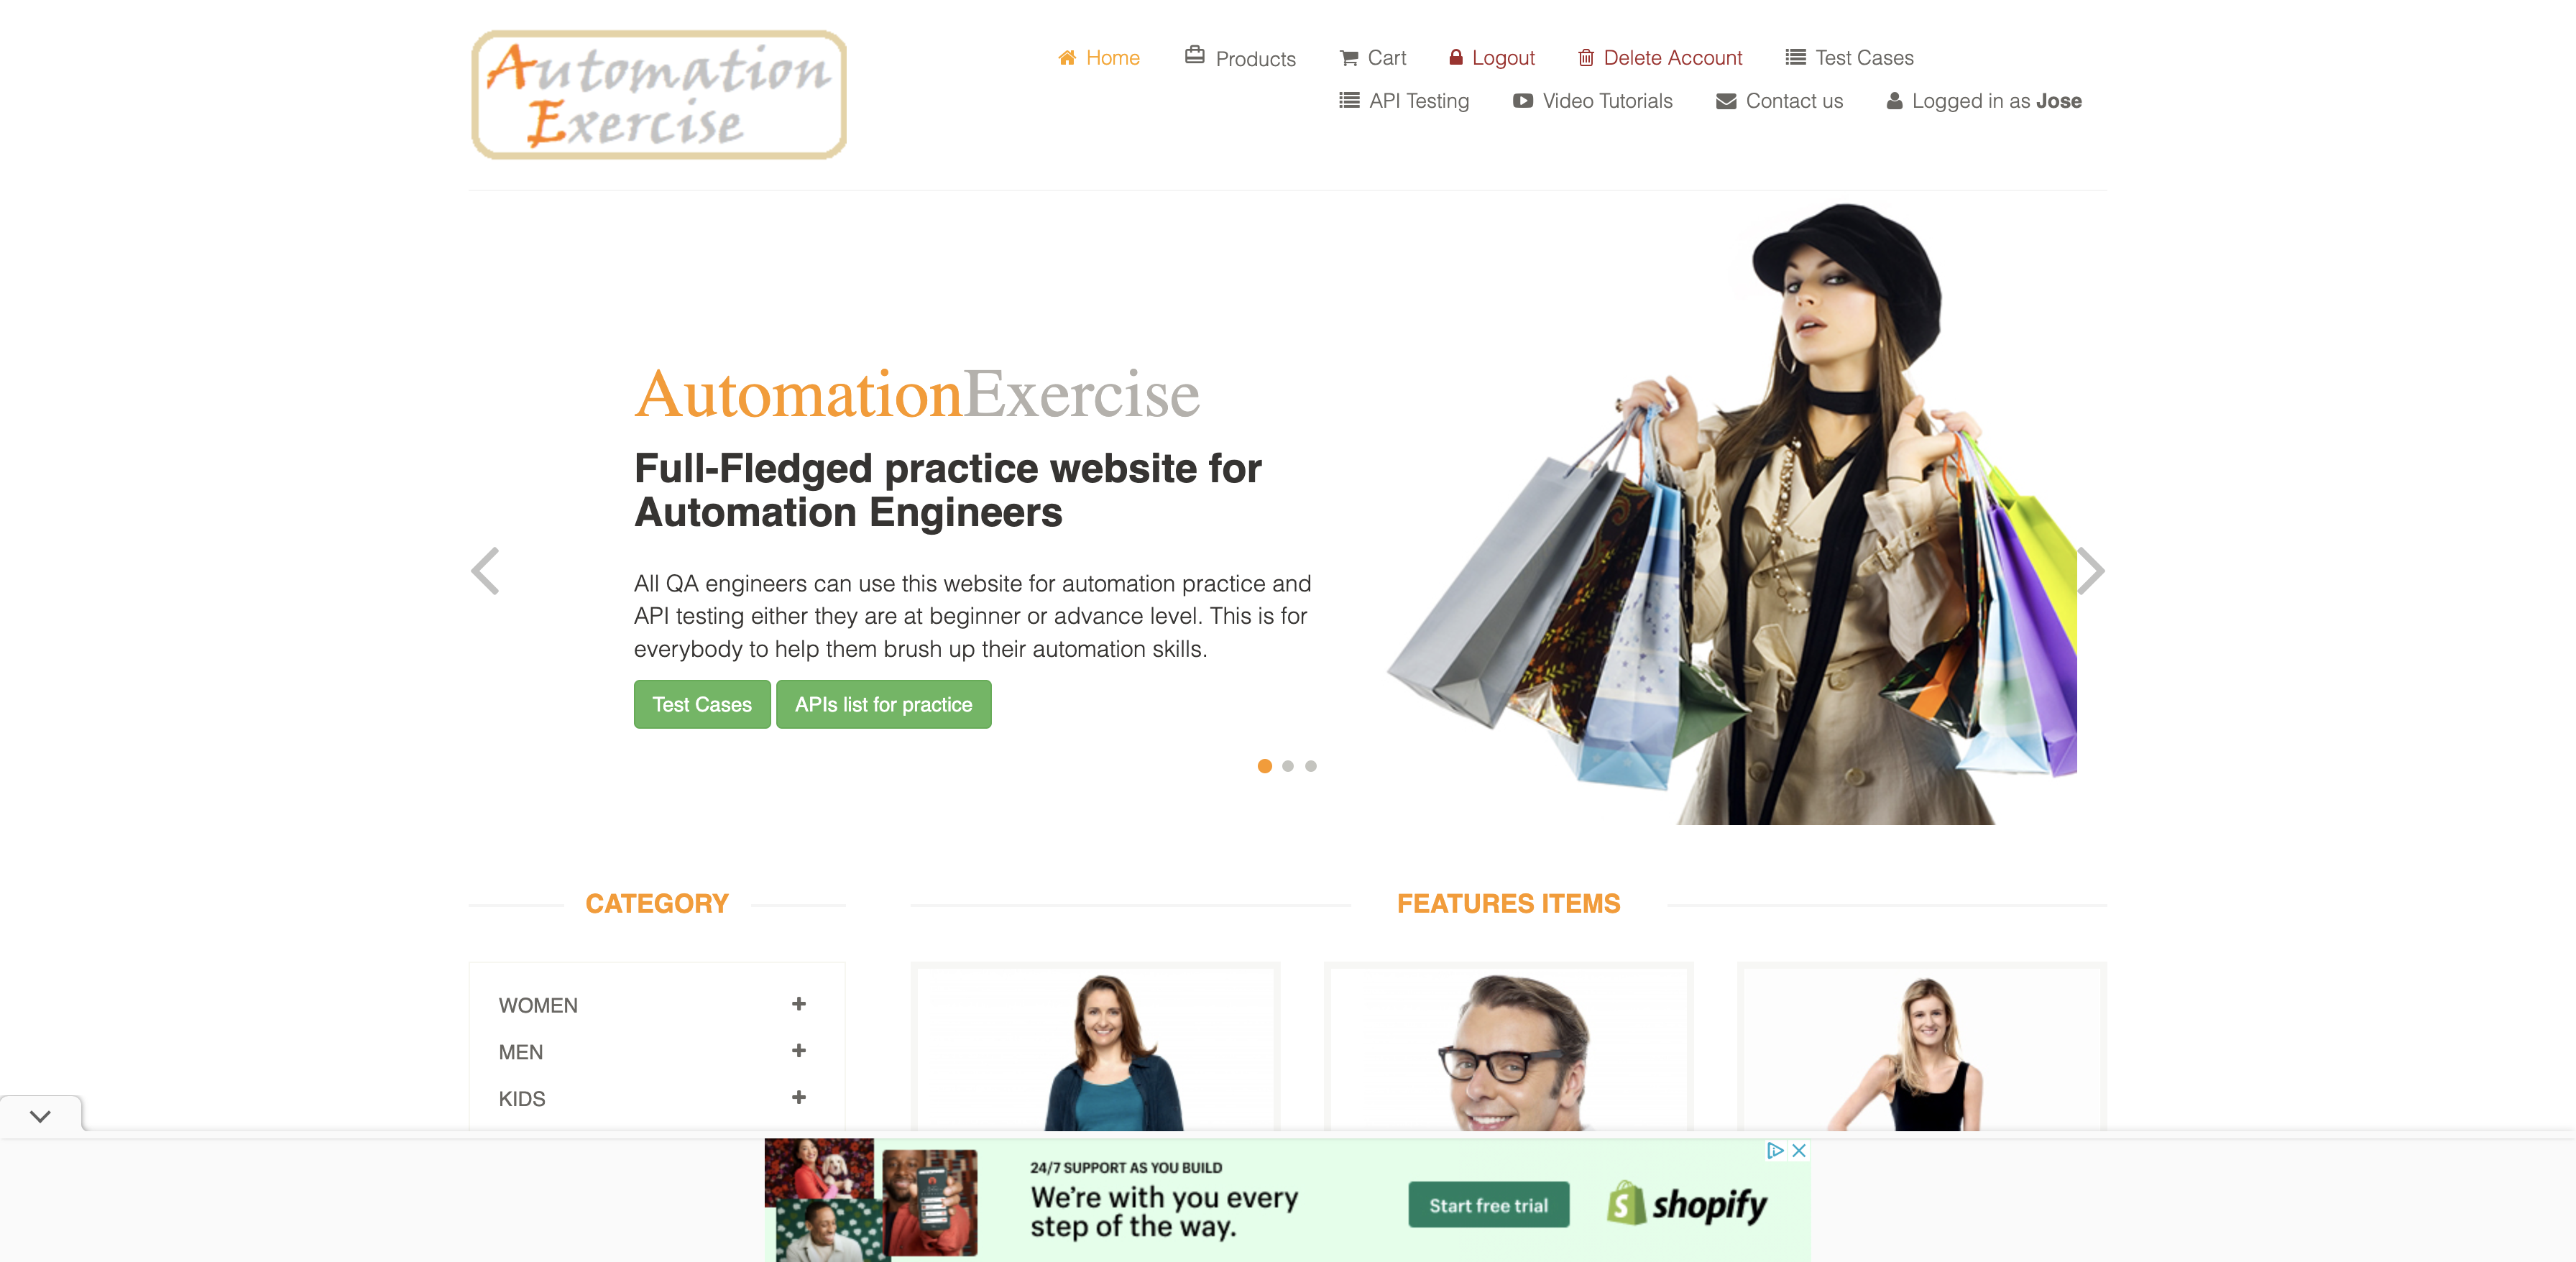 Automation
Exercise
Home Products Cart Logout Delete Account Test Cases
API Testing Video Tutorials Contact us Logged in as Jose
AutomationExercise
Full-Fledged practice website for
Automation Engineers
All QA engineers can use this website for automation practice and
API testing either they are at beginner or advance level. This is for
everybody to help them brush up their automation skills.
Test Cases APIs list for practice
CATEGORY
FEATURES ITEMS
WOMEN
MEN
KIDS
24/7 SUPPORT AS YOU BUILD
We're with you every
step of the way.
Start free trial
shopify